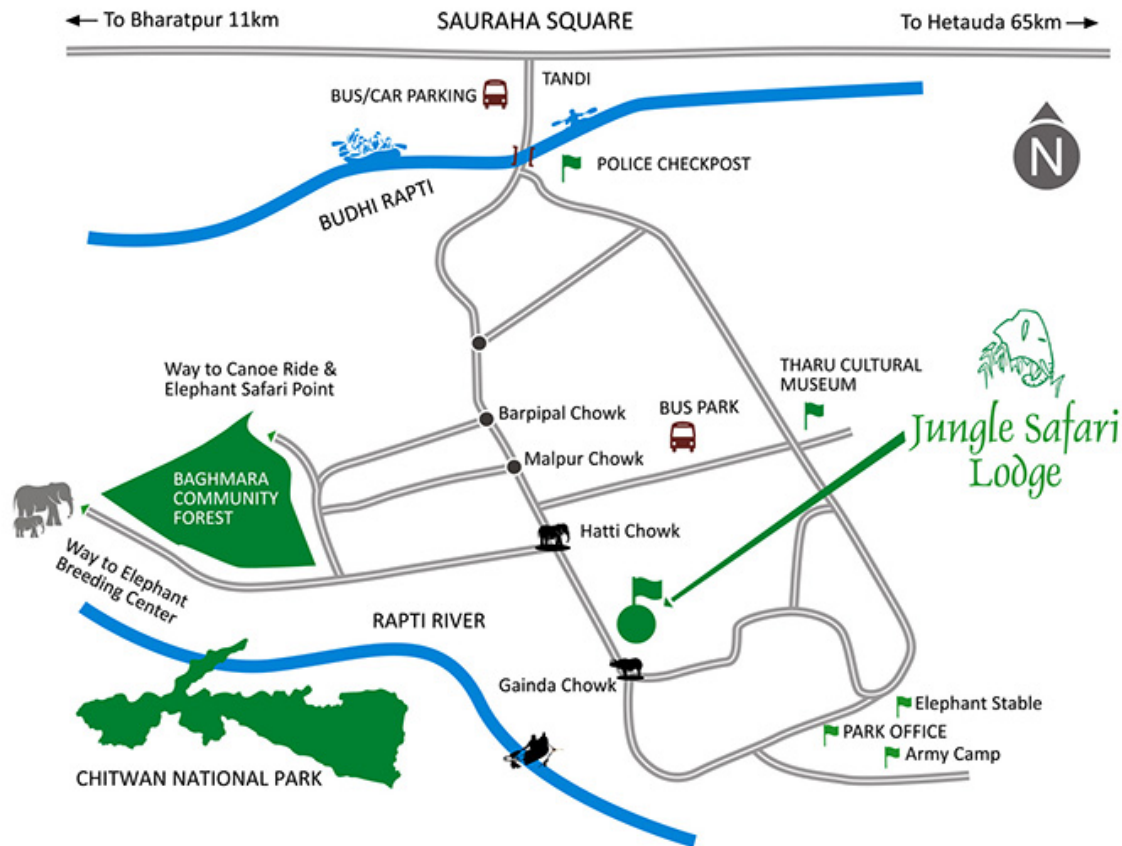 To Bharatpur 11km
SAURAHA SQUARE
To Hetauda 65km
TANDI
BUS/CAR PARKING
POLICE CHECKPOST
N
BUDHI RAPTI
Way to Canoe Ride &
Elephant Safari Point
THARU CULTURAL
MUSEUM
BUS PARK
Barpipal Chowk
Jungle Safari
Lodge
Malpur Chowk
BAGHMARA
COMMUNITY
FOREST
Hatti Chowk
Way to Elephant
Breeding Center
RAPTI RIVER
Gainda Chowk
Elephant Stable
PARK OFFICE
Army Camp
CHITWAN NATIONAL PARK